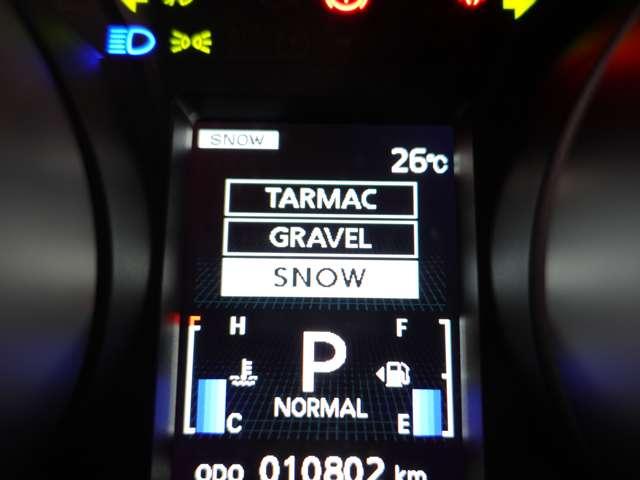 SNOW
26℃
TARMAC
GRAVEL
SNOW
H F
P
C NORMAL E
ODO 010802 km